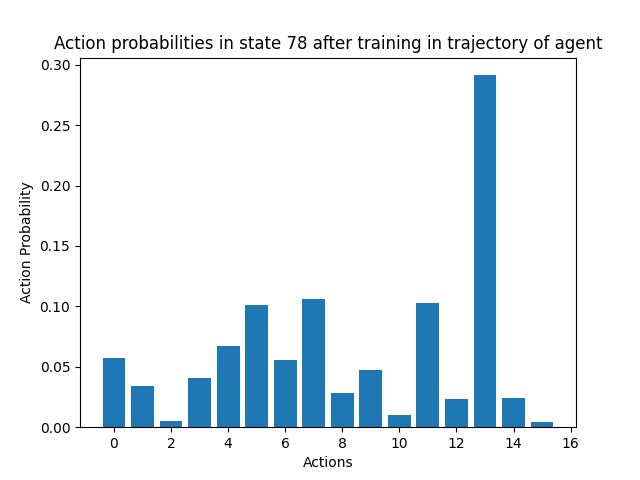 Action probabilities in state 78 after training in trajectory of agent
0.30
0.25
0.20
0.15
0.10
0.05
0.00
Action Probability
0 2 4 6 8 10 12 14 16
Actions